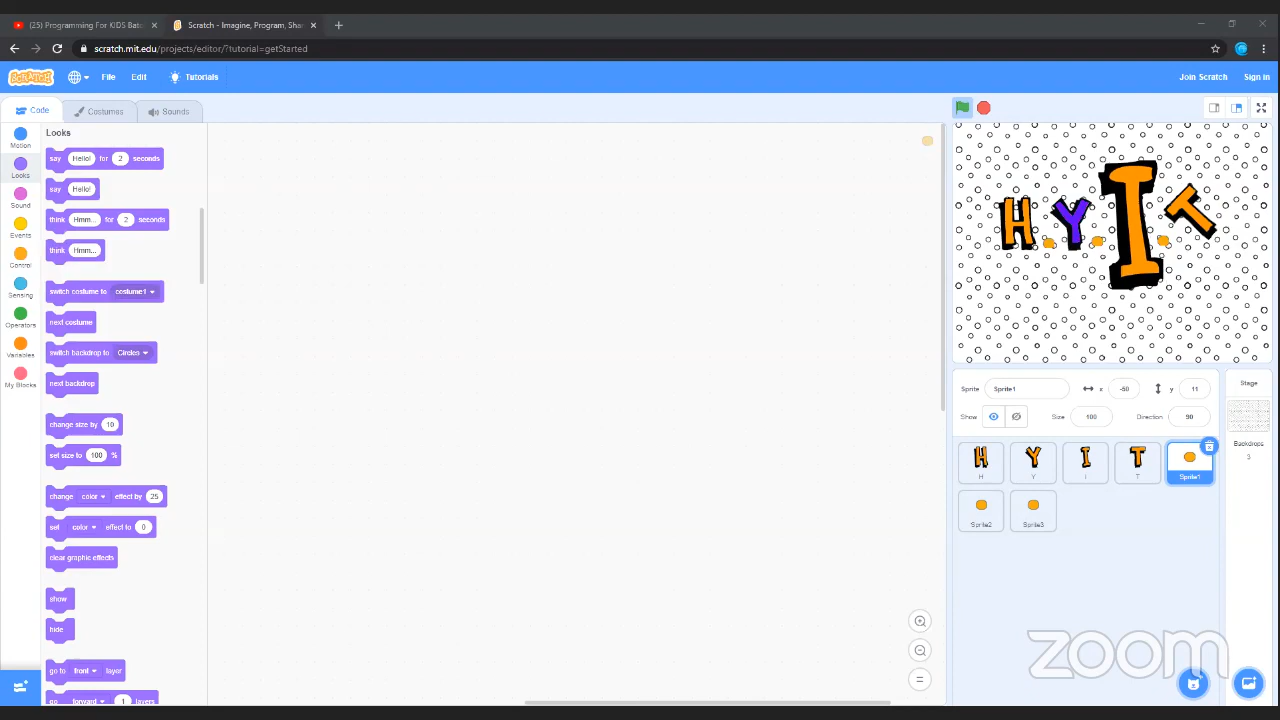 (25) Programming For KIDS Batc
Scratch - Imagine, Program, Shar
scratch.mit.edu/projects/editor/?tutorial=getStarted
SCRATCH
File
Edit
Tutorials
Join Scratch
Sign in
Code
Costumes
Sounds
Motion
Looks
Sound
Events
Control
Sensing
Operators
Variables
My Blocks
Looks
say Hello! for 2 seconds
say Hello!
think Hmm... for 2 seconds
think Hmm...
switch costume to costume1
next costume
switch backdrop to Circles
next backdrop
change size by 10
set size to 100 %
change color effect by 25
set color effect to 0
clear graphic effects
show
hide
go to front layer
go forward 1 layers
H.Y.I.T
Sprite Sprite1 x -50 y 11
Show Size 100 Direction 90
H
Y
I
T
H
Y
I
T
Sprite1
Sprite2
Sprite3
Stage
Backdrops
3
zoom